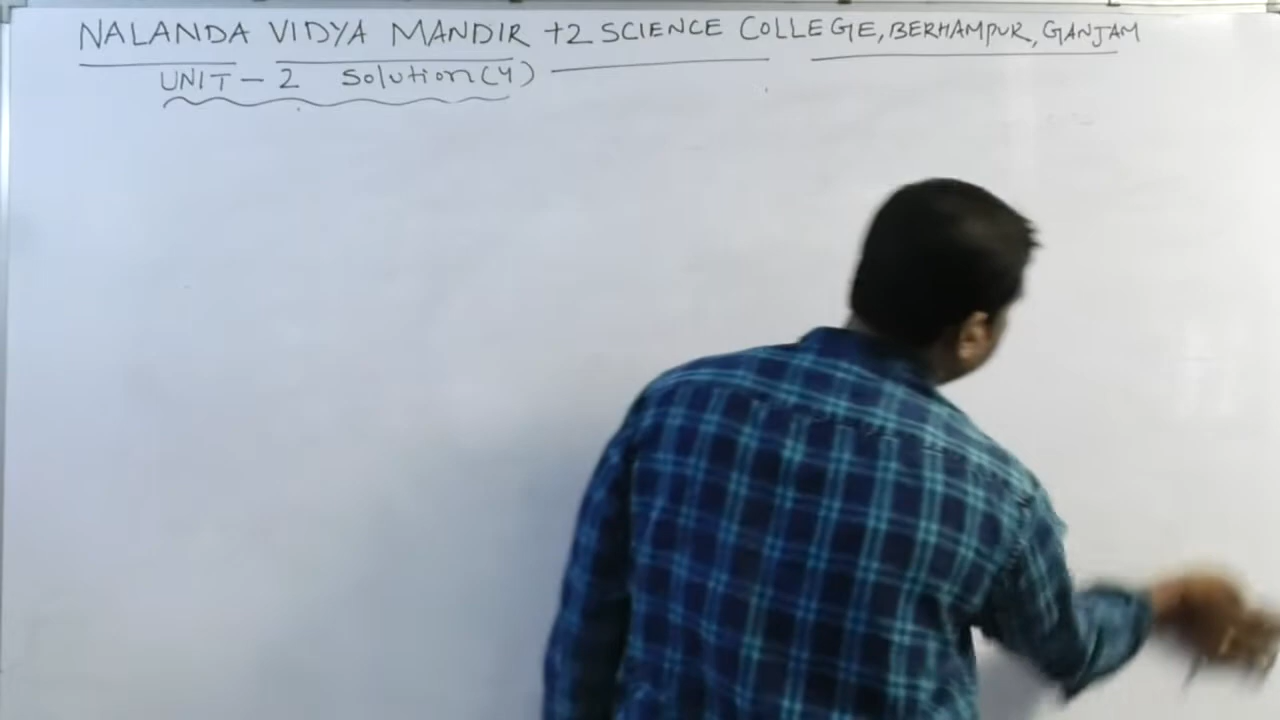 NALANDA VIDYA MANDIR +2 SCIENCE COLLEGE, BERHAMPUR, GANJAM
UNIT - 2 Solution (4)